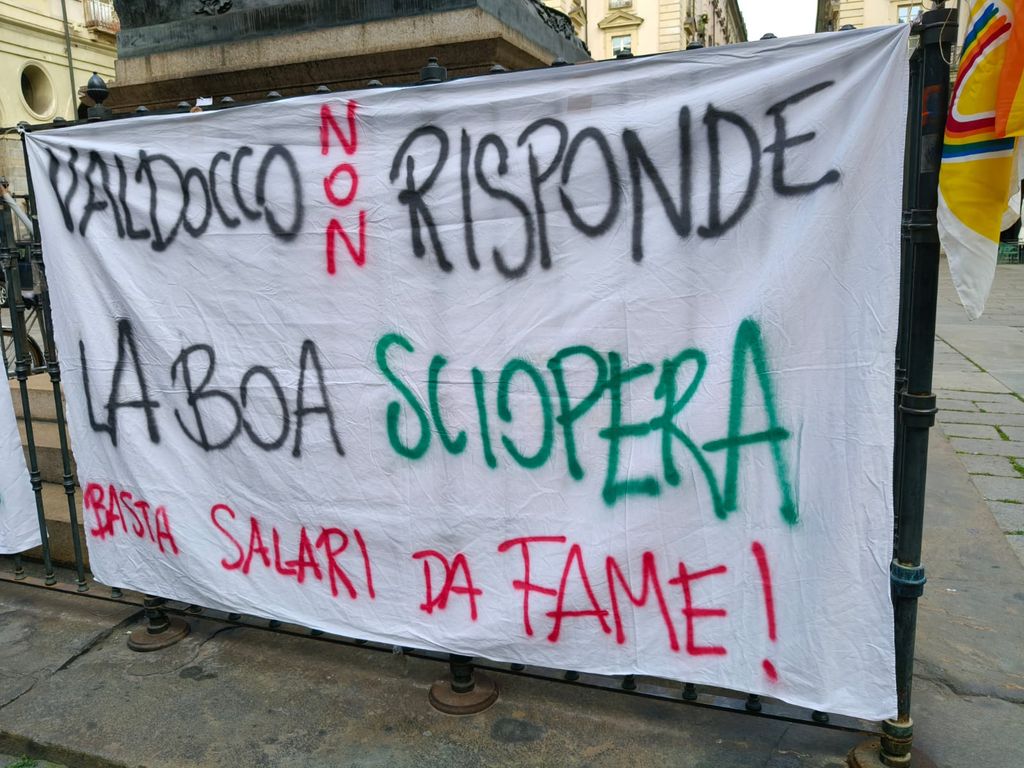 VALDOCCO NON RISPONDE
LA BOA SCIOPERA
BASTA SALARI DA FAME!